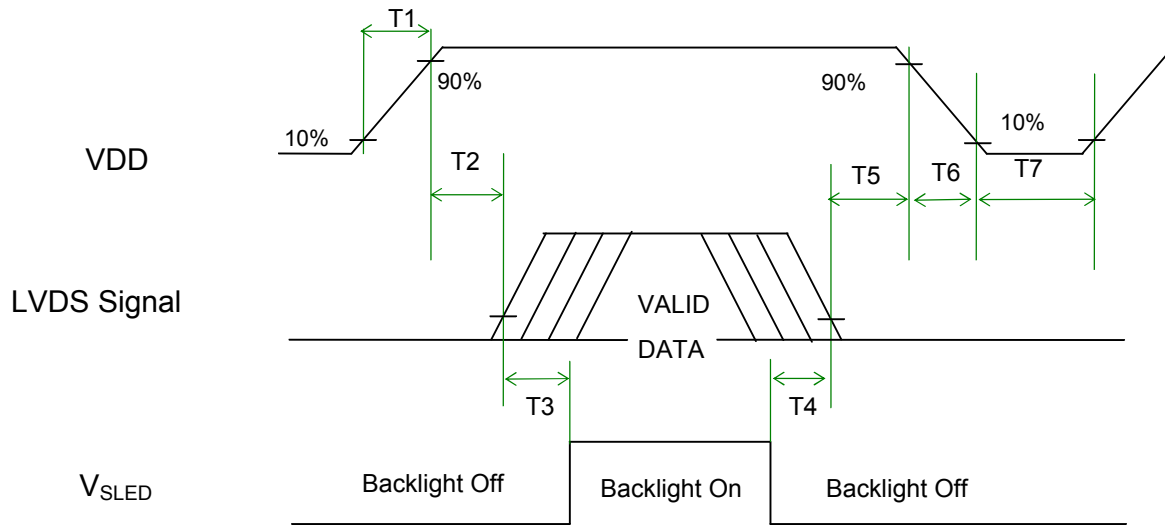 T1
90%
90%
10%
10%
VDD
T2
T5
T6
T7
LVDS Signal
VALID
DATA
T3
T4
VSLED
Backlight Off
Backlight On
Backlight Off